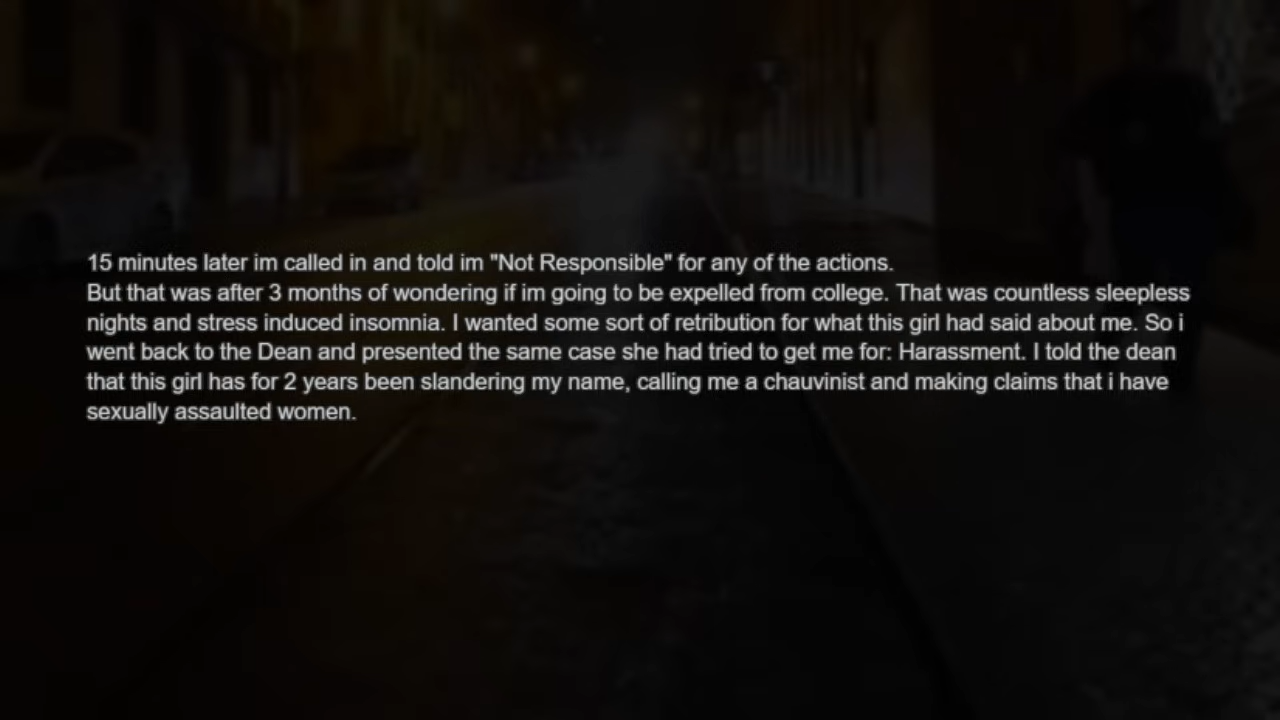 15 minutes later im called in and told im "Not Responsible" for any of the actions.
But that was after 3 months of wondering if im going to be expelled from college. That was countless sleepless
nights and stress induced insomnia. I wanted some sort of retribution for what this girl had said about me. So i
went back to the Dean and presented the same case she had tried to get me for: Harassment. I told the dean
that this girl has for 2 years been slandering my name, calling me a chauvinist and making claims that i have
sexually assaulted women.